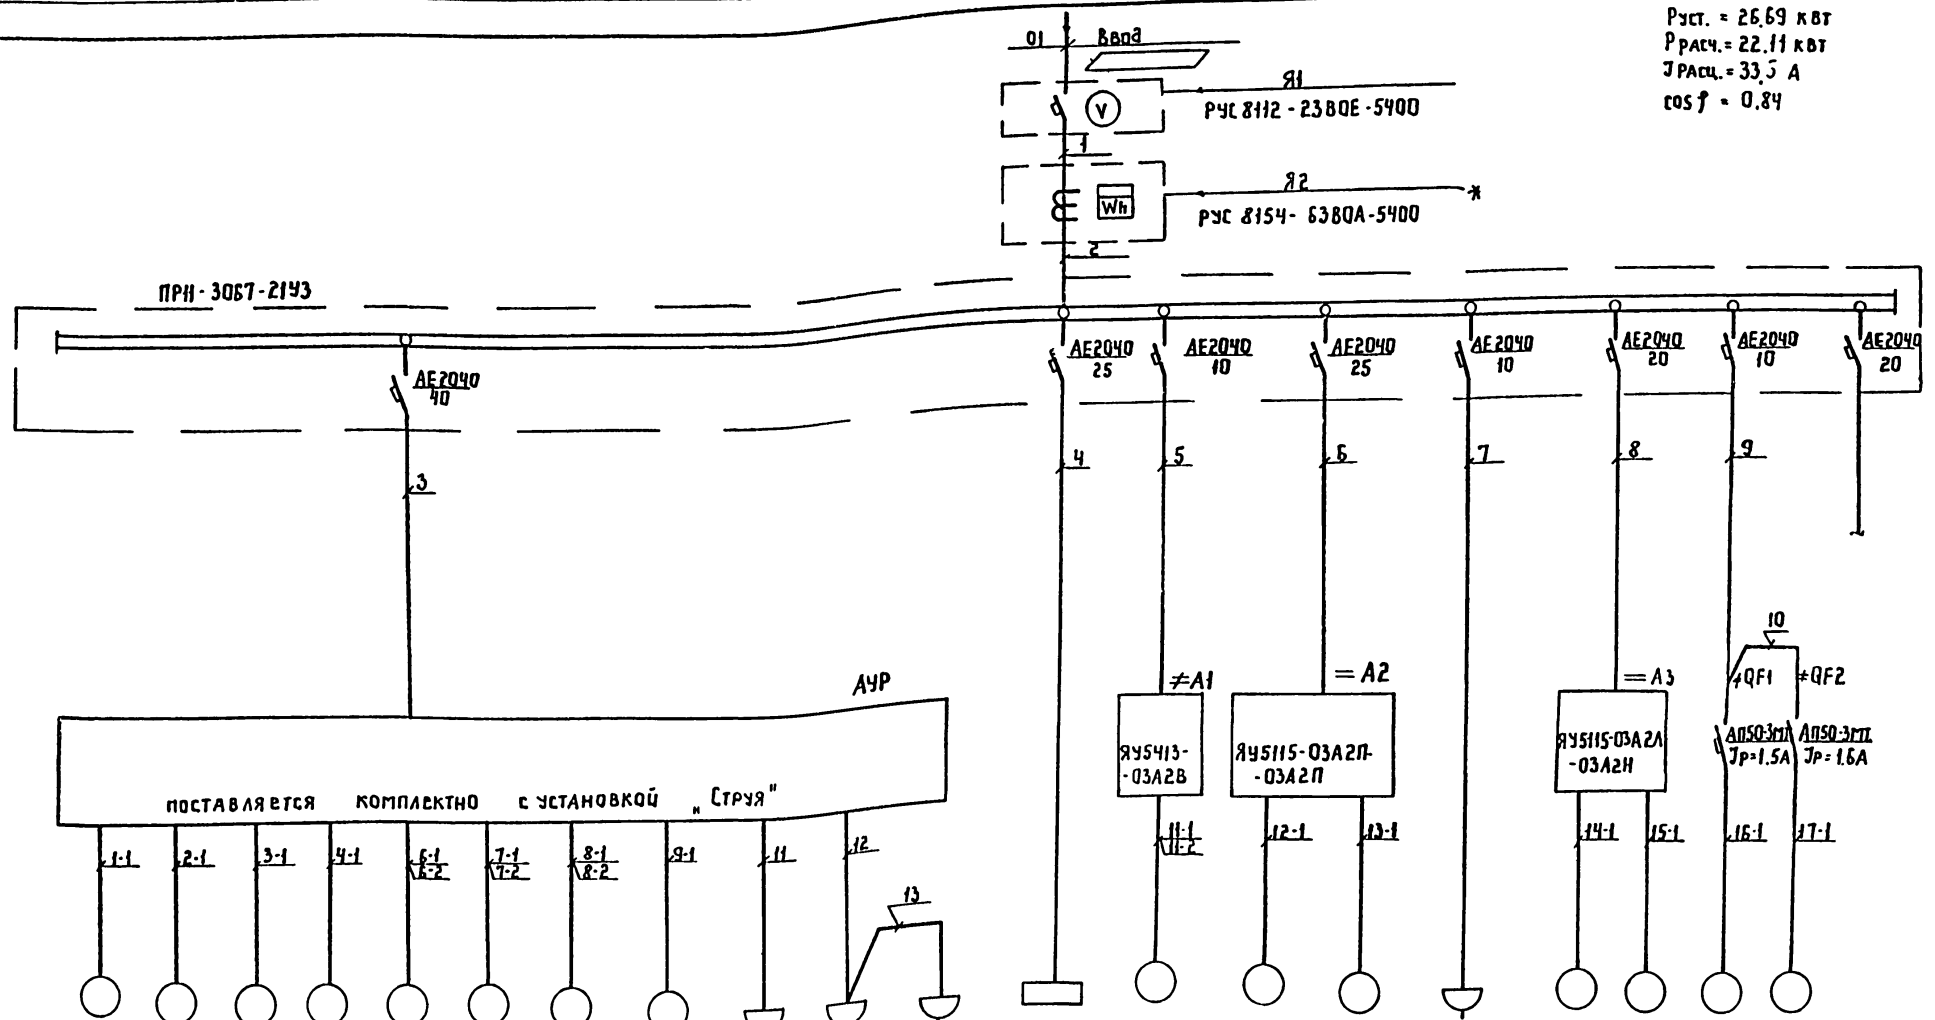 Руст. = 26,69 кВт
Р расч. = 22.11 кВт
Iрасч. = 33,5 А
cos φ = 0,84
01 Ввод
V
Я1
РУС 8112 - 23В0Е - 5400
1
Wh
Я2
*
РУС 8154 - 63В0А - 5400
2
ПРН - 3067 - 21У3
АЕ2040
40
АЕ2040
25
АЕ2040
10
АЕ2040
25
АЕ2040
10
АЕ2040
20
АЕ2040
10
АЕ2040
20
3
4
5
6
7
8
9
10
АУР
≠А1
= А2
= А3
≠QF1
≠QF2
поставляется комплектно с установкой „Струя"
ЯУ5413-
-03А2В
ЯУ5115-03А2Л-
-03А2П
ЯУ5115-03А2Л
-03А2Н
АП50-3МТ
Iр=1.5А
АП50-3МТ
Iр=1.6А
1-1
2-1
3-1
4-1
6-1
6-2
7-1
7-2
8-1
8-2
9-1
11
12
13
11-1
11-2
12-1
13-1
14-1
15-1
16-1
17-1